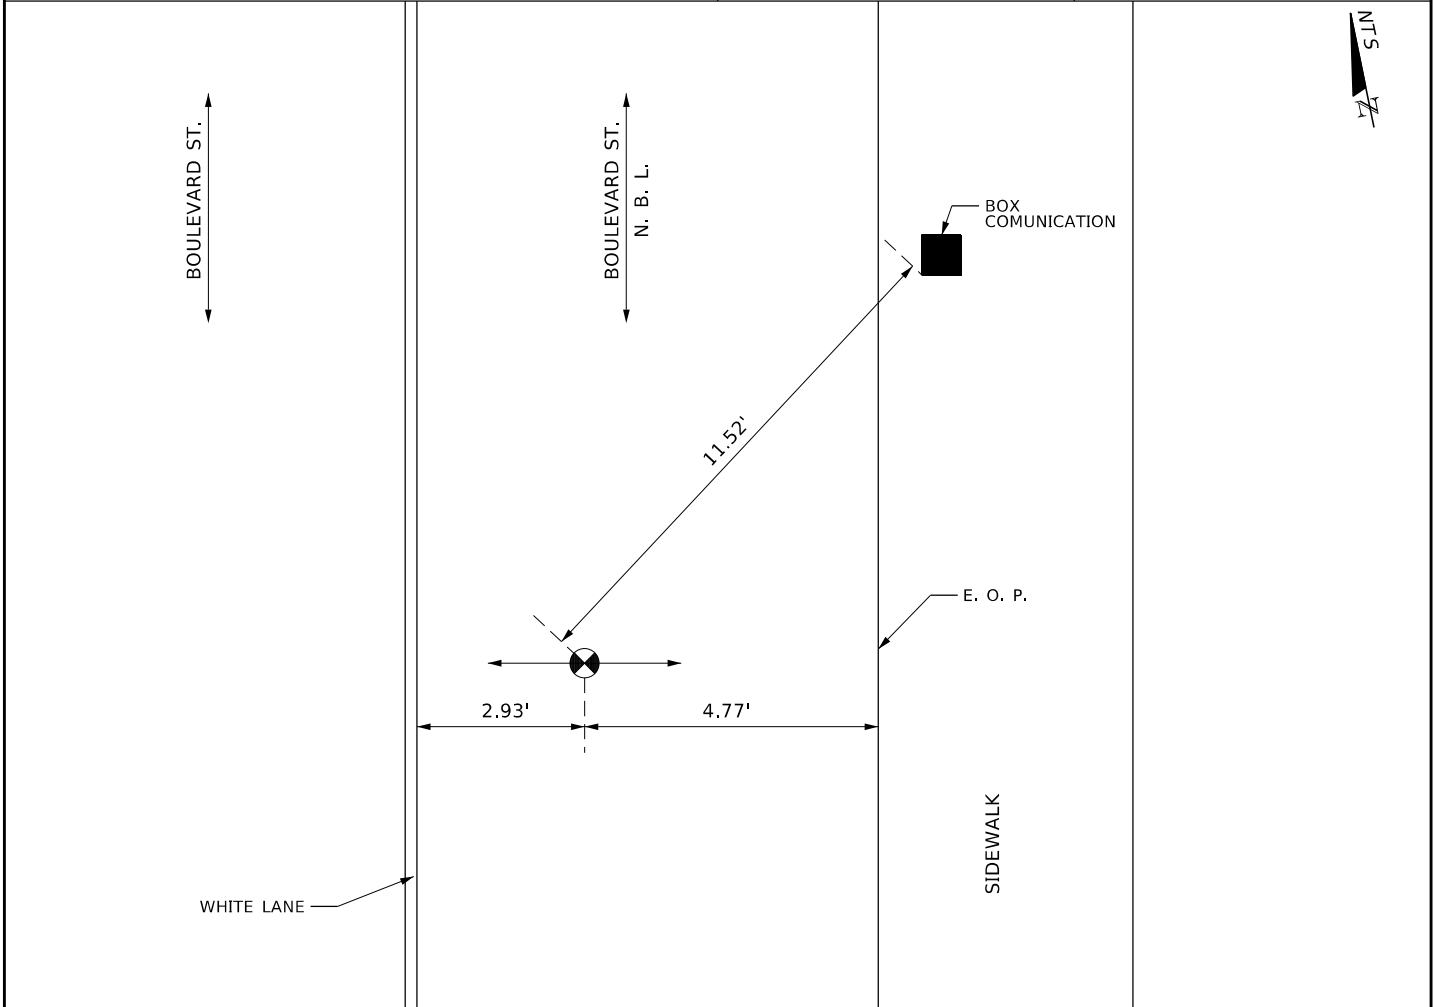 NTS
N
BOULEVARD ST.
BOULEVARD ST.
N. B. L.
BOX
COMUNICATION
11.52'
E. O. P.
2.93'
4.77'
SIDEWALK
WHITE LANE